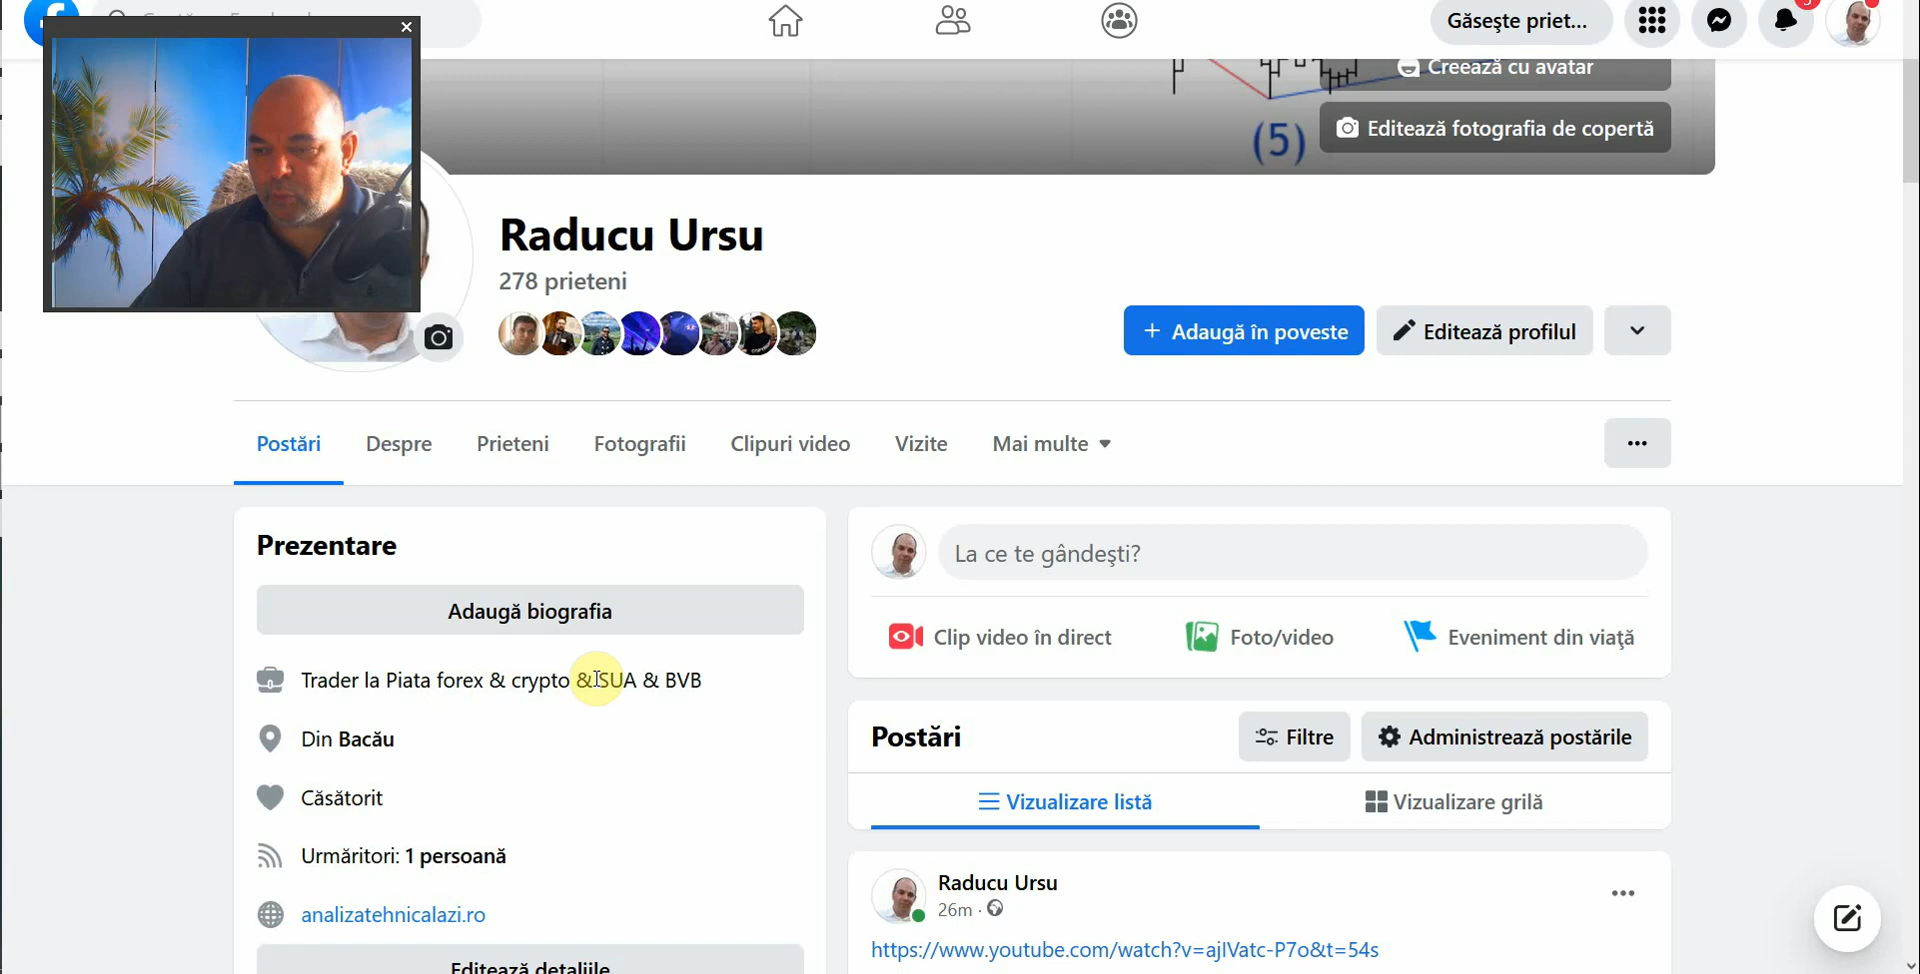 Găseşte priet...
Creează cu avatar
(5)
Editează fotografia de copertă
Raducu Ursu
278 prieteni
+ Adaugă în poveste
Editează profilul
Postări Despre Prieteni Fotografii Clipuri video Vizite Mai multe
Prezentare
Adaugă biografia
Trader la Piata forex & crypto & SUA & BVB
Din Bacău
Căsătorit
Urmăritori: 1 persoană
analizatehnicalazi.ro
Editează detaliile
La ce te gândeşti?
Clip video în direct
Foto/video
Eveniment din viaţă
Postări
Filtre
Administrează postările
Vizualizare listă
Vizualizare grilă
Raducu Ursu
26m ·
https://www.youtube.com/watch?v=ajIVatc-P7o&t=54s